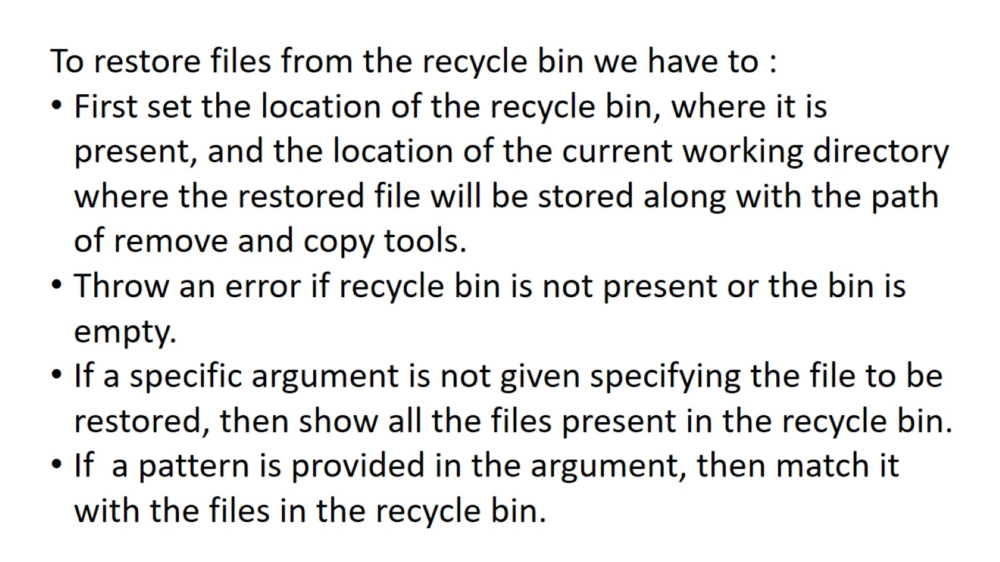 To restore files from the recycle bin we have to :
• First set the location of the recycle bin, where it is
present, and the location of the current working directory
where the restored file will be stored along with the path
of remove and copy tools.
• Throw an error if recycle bin is not present or the bin is
empty.
• If a specific argument is not given specifying the file to be
restored, then show all the files present in the recycle bin.
• If  a pattern is provided in the argument, then match it
with the files in the recycle bin.